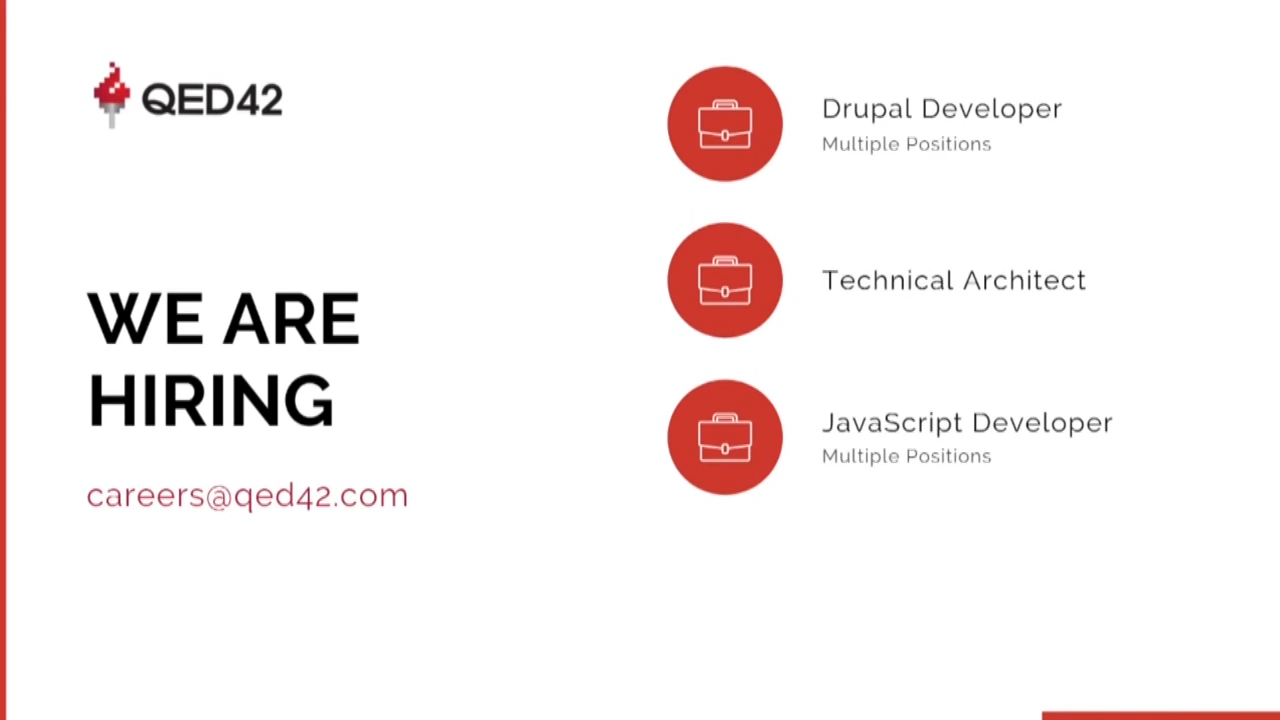 QED42
WE ARE
HIRING
careers@qed42.com
Drupal Developer
Multiple Positions
Technical Architect
JavaScript Developer
Multiple Positions